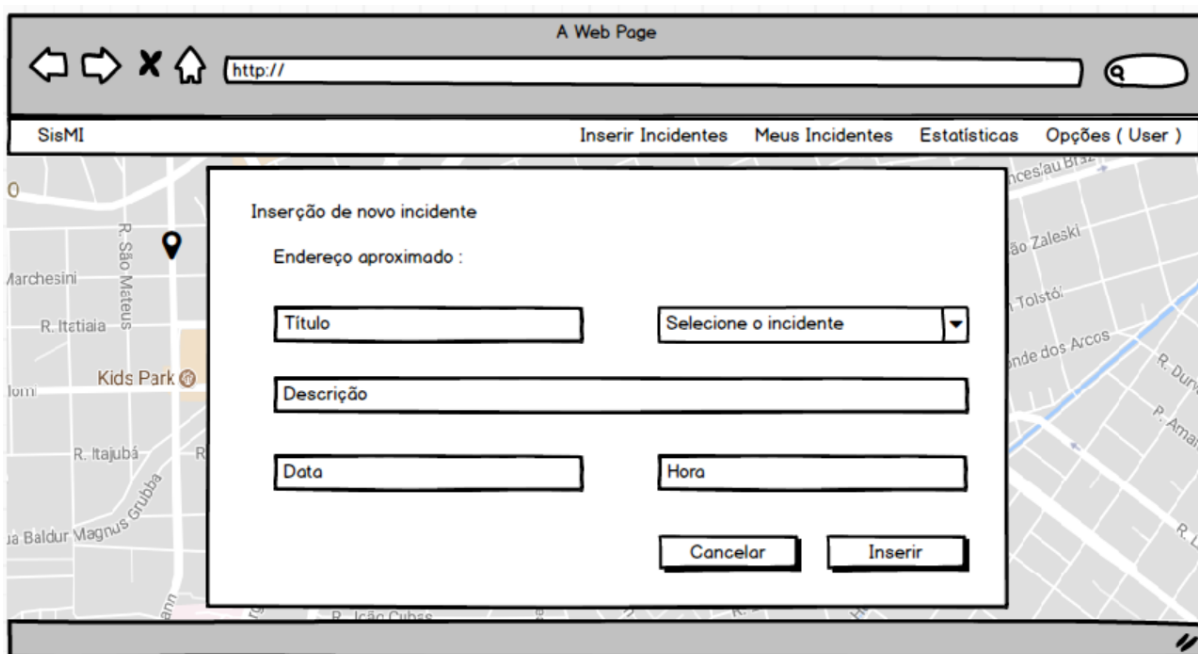 A Web Page
http://
SisMI Inserir Incidentes Meus Incidentes Estatísticas Opções ( User )
Inserção de novo incidente
Endereço aproximado :
Título Selecione o incidente
Descrição
Data Hora
Cancelar Inserir
R. São Mateus
Marchesini
R. Itatiaia
Kids Park
R. Itajubá
Baldur Magnus Grubba
Zaleski
Tolstói
dos Arcos
R. Icão Cubas